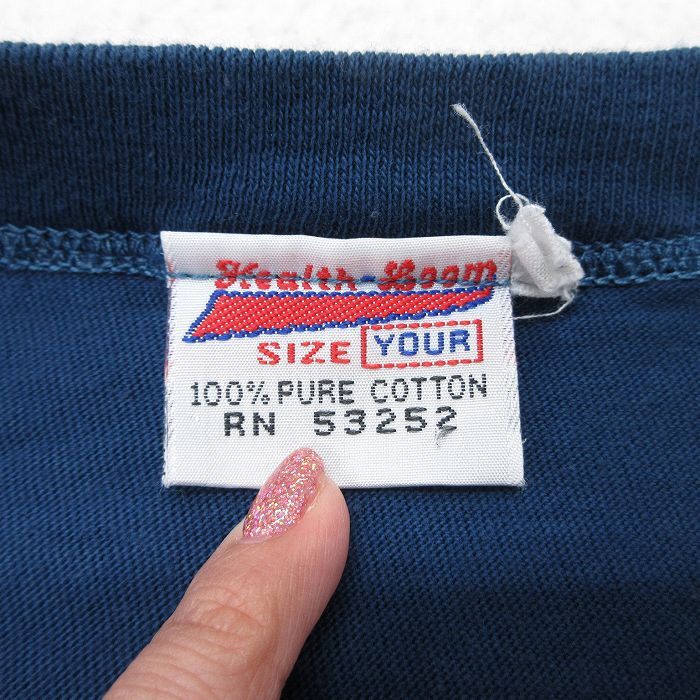 Health-Loom
SIZE YOUR
100% PURE COTTON
RN 53252